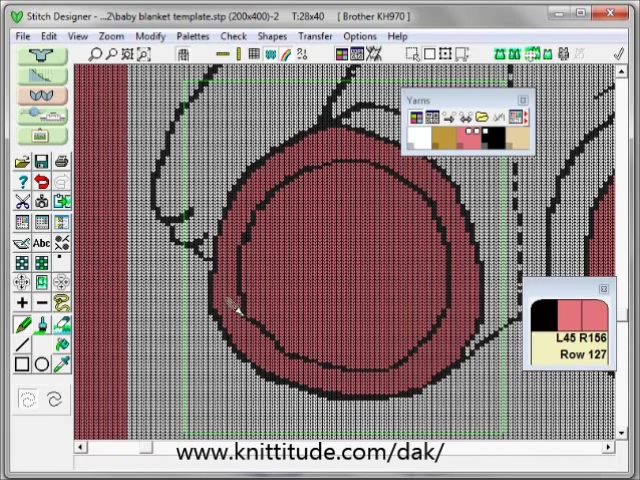 Stitch Designer - ...2\baby blanket template.stp (200x400)-2 T:28x40 [ Brother KH970 ]
File Edit View Zoom Modify Palettes Check Shapes Transfer Options Help
Yarns
Abc
L45 R156
Row 127
www.knittitude.com/dak/